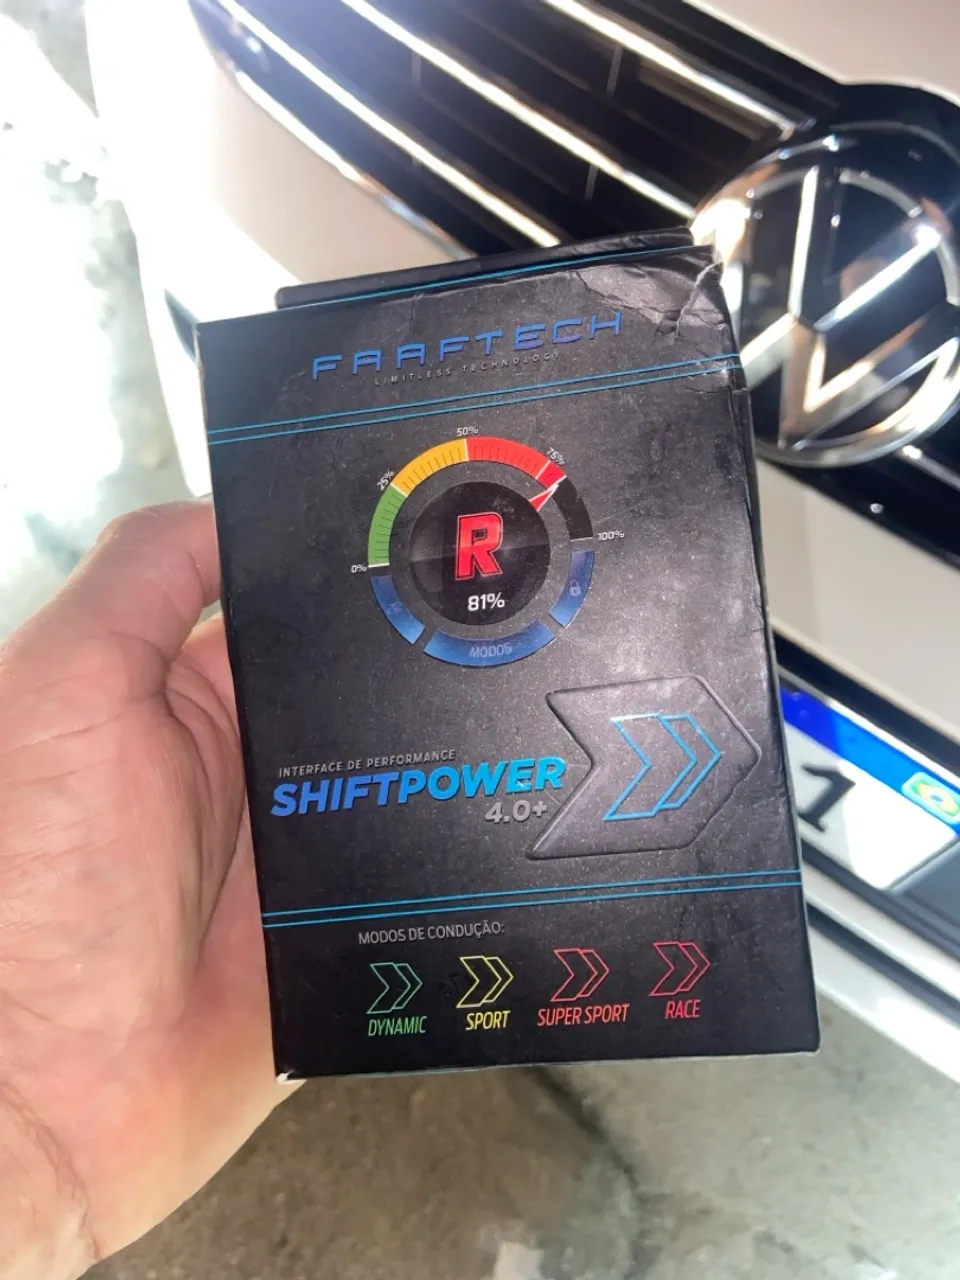 FAAFTECH
LIMITLESS TECHNOLOGY
0%
25%
50%
75%
100%
R
81%
MODOS
INTERFACE DE PERFORMANCE
SHIFTPOWER
4.0+
MODOS DE CONDUÇÃO:
DYNAMIC
SPORT
SUPER SPORT
RACE
1